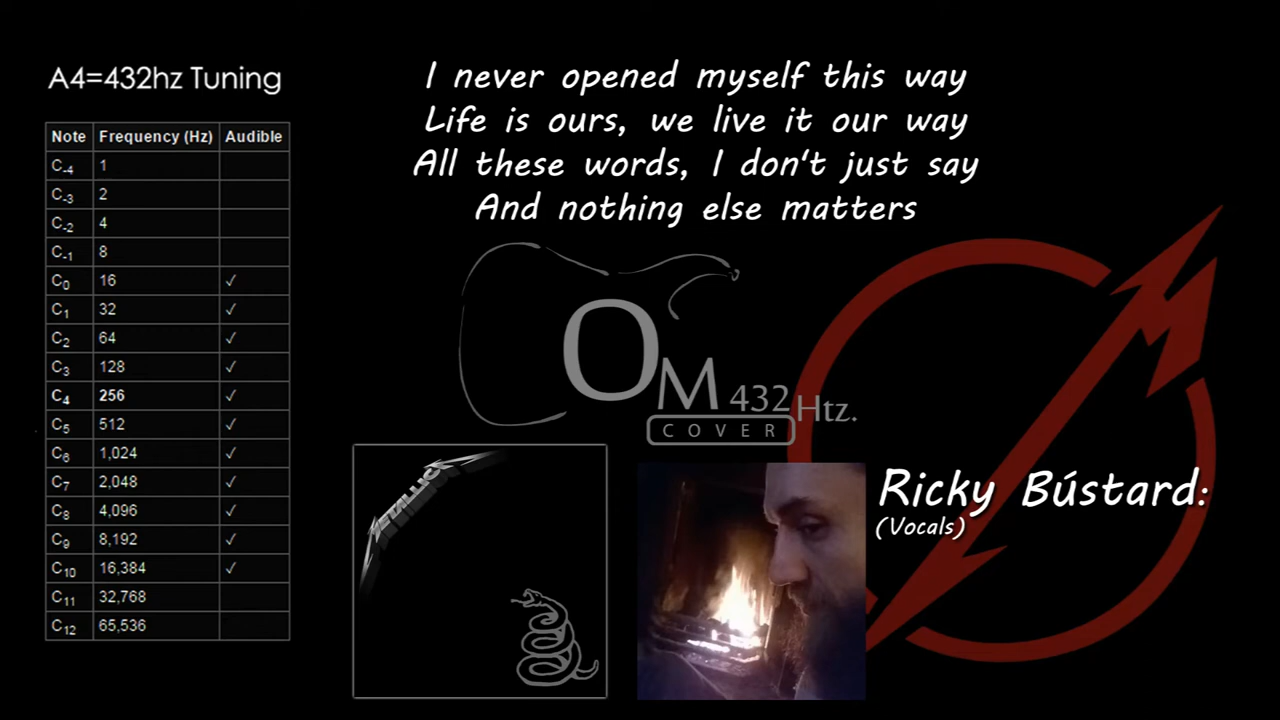 A4=432hz Tuning
Note Frequency (Hz) Audible
C-4 1
C-3 2
C-2 4
C-1 8
C0 16 ✓
C1 32 ✓
C2 64 ✓
C3 128 ✓
C4 256 ✓
C5 512 ✓
C6 1,024 ✓
C7 2,048 ✓
C8 4,096 ✓
C9 8,192 ✓
C10 16,384 ✓
C11 32,768
C12 65,536
I never opened myself this way
Life is ours, we live it our way
All these words, I don't just say
And nothing else matters
OM 432 Htz.
COVER
METALLICA
Ricky Bústard:
(Vocals)